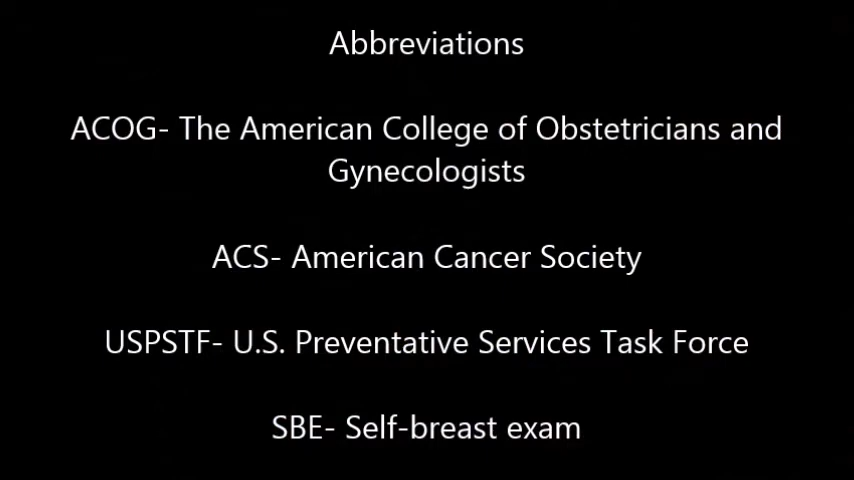 Abbreviations
ACOG- The American College of Obstetricians and
Gynecologists
ACS- American Cancer Society
USPSTF- U.S. Preventative Services Task Force
SBE- Self-breast exam